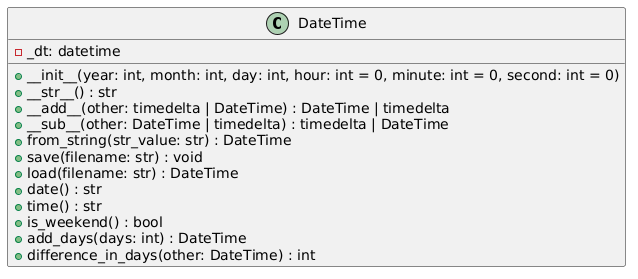 C DateTime
_dt: datetime
__init__(year: int, month: int, day: int, hour: int = 0, minute: int = 0, second: int = 0)
__str__() : str
__add__(other: timedelta | DateTime) : DateTime | timedelta
__sub__(other: DateTime | timedelta) : timedelta | DateTime
from_string(str_value: str) : DateTime
save(filename: str) : void
load(filename: str) : DateTime
date() : str
time() : str
is_weekend() : bool
add_days(days: int) : DateTime
difference_in_days(other: DateTime) : int